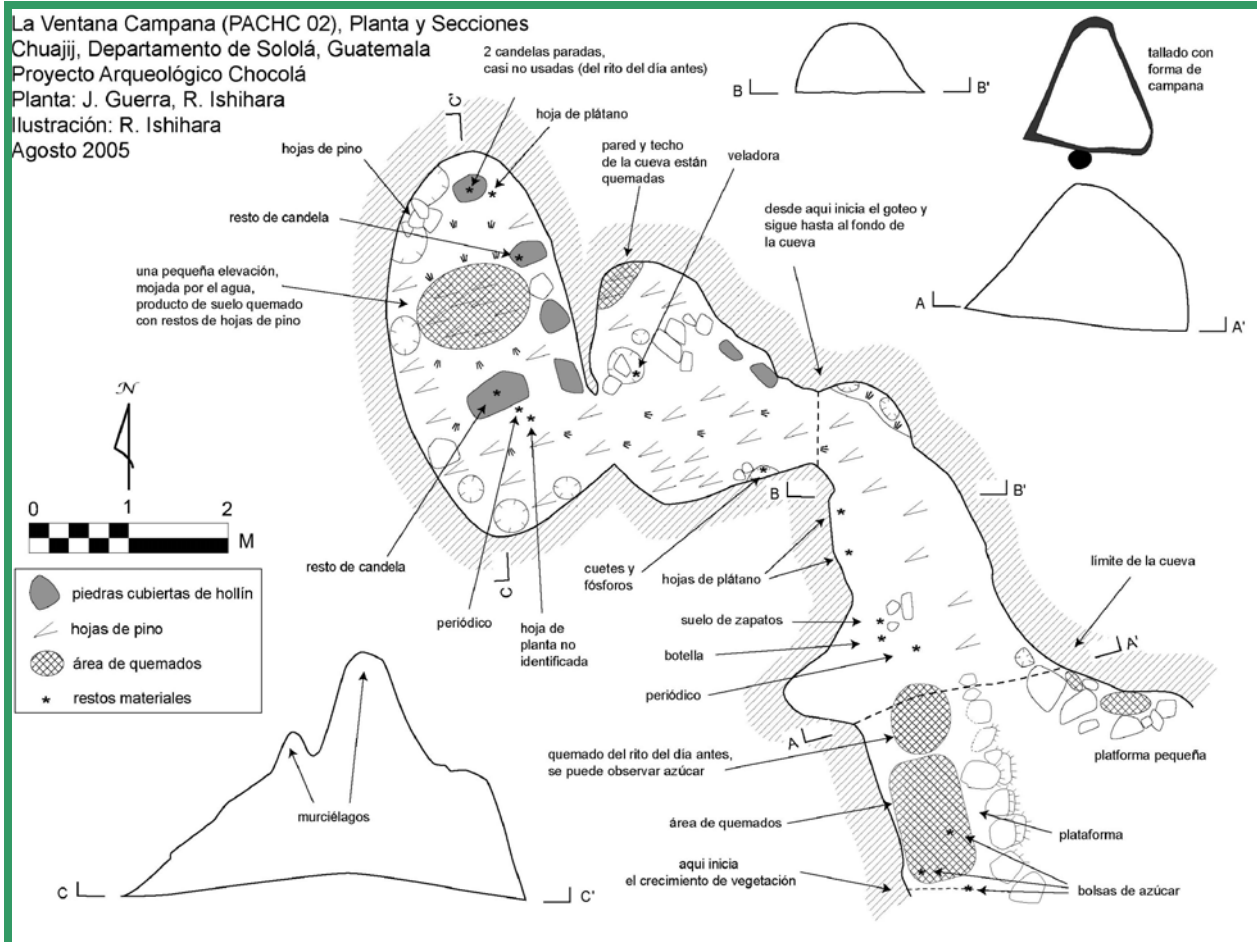 La Ventana Campana (PACHC 02), Planta y Secciones
Chuajij, Departamento de Sololá, Guatemala
Proyecto Arqueológico Chocolá
Planta: J. Guerra, R. Ishihara
Ilustración: R. Ishihara
Agosto 2005
2 candelas paradas,
casi no usadas (del rito del día antes)
hoja de plátano
hojas de pino
resto de candela
una pequeña elevación,
mojada por el agua,
producto de suelo quemado
con restos de hojas de pino
pared y techo
de la cueva están
quemadas
veladora
desde aqui inicia el goteo y
sigue hasta al fondo de
la cueva
B
B'
tallado con
forma de
campana
A
A'
C'
N
0
1
2
M
piedras cubiertas de hollín
hojas de pino
área de quemados
restos materiales
resto de candela
periódico
C
hoja de
planta no
identificada
cuetes y
fósforos
B
B'
hojas de plátano
suelo de zapatos
botella
periódico
límite de la cueva
A'
A
platforma pequeña
quemado del rito del día antes,
se puede observar azúcar
área de quemados
plataforma
aqui inicia
el crecimiento de vegetación
bolsas de azúcar
murciélagos
C
C'